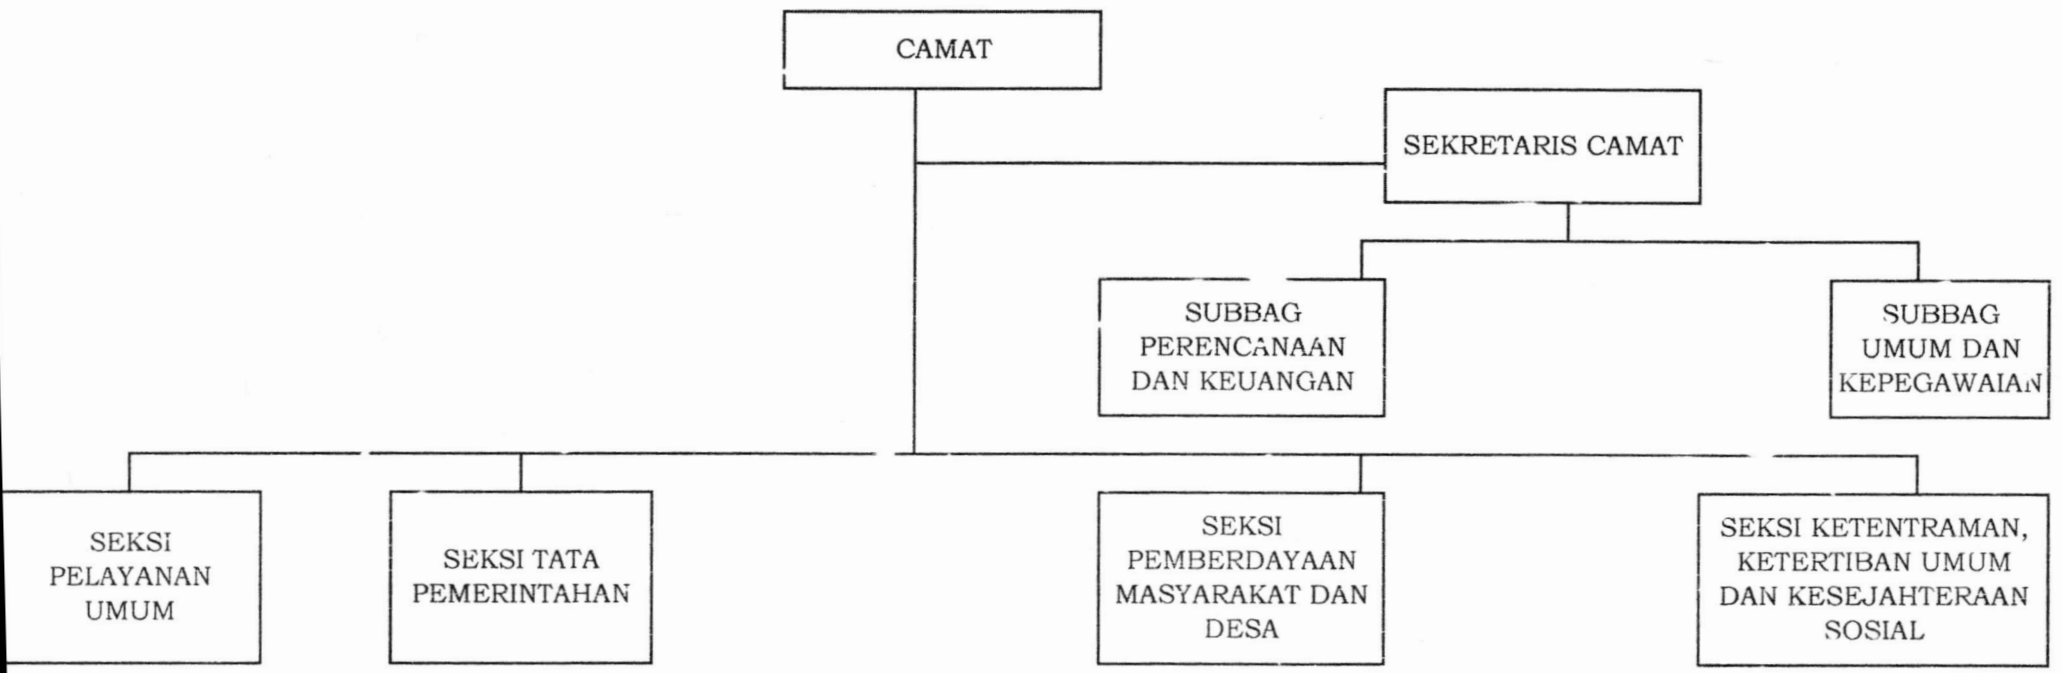 CAMAT
SEKRETARIS CAMAT
SUBBAG
PERENCANAAN
DAN KEUANGAN
SUBBAG
UMUM DAN
KEPEGAWAIAN
SEKSI
PELAYANAN
UMUM
SEKSI TATA
PEMERINTAHAN
SEKSI
PEMBERDAYAAN
MASYARAKAT DAN
DESA
SEKSI KETENTRAMAN,
KETERTIBAN UMUM
DAN KESEJAHTERAAN
SOSIAL